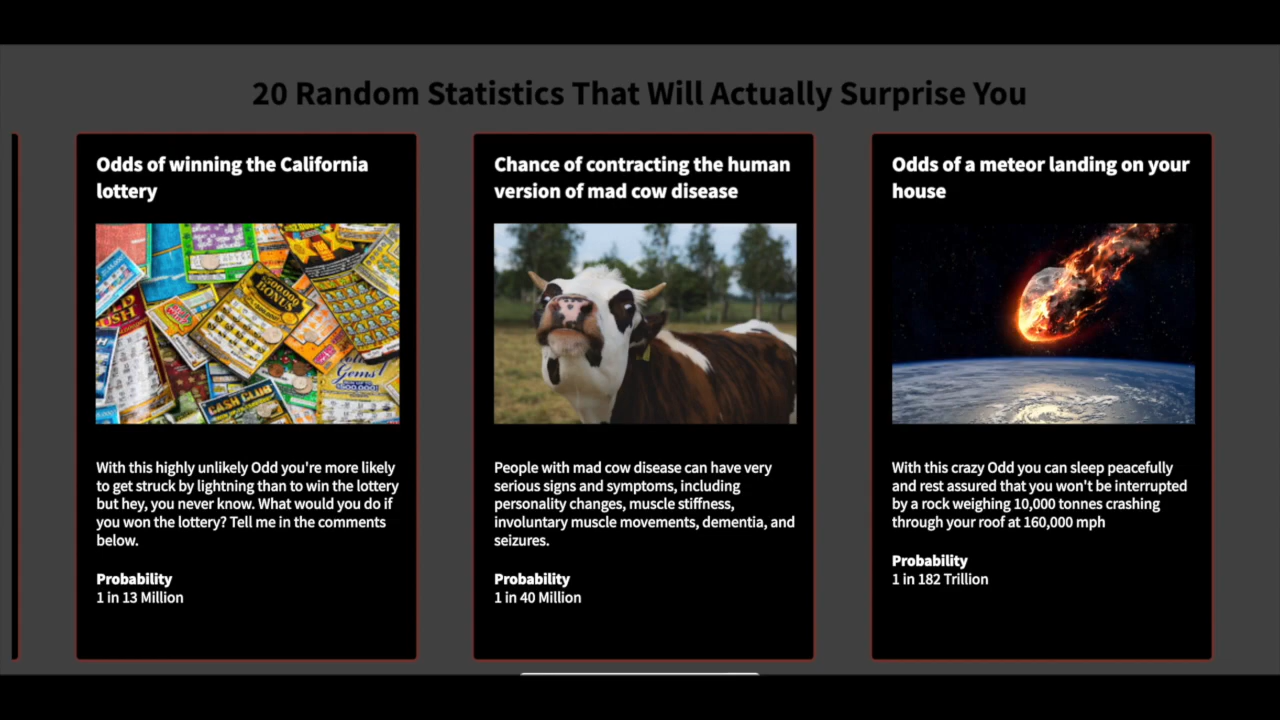 20 Random Statistics That Will Actually Surprise You
Odds of winning the California
lottery
$500,000
BONUS
CASH CLUB
Gems!
With this highly unlikely Odd you're more likely
to get struck by lightning than to win the lottery
but hey, you never know. What would you do if
you won the lottery? Tell me in the comments
below.
Probability
1 in 13 Million
Chance of contracting the human
version of mad cow disease
People with mad cow disease can have very
serious signs and symptoms, including
personality changes, muscle stiffness,
involuntary muscle movements, dementia, and
seizures.
Probability
1 in 40 Million
Odds of a meteor landing on your
house
With this crazy Odd you can sleep peacefully
and rest assured that you won't be interrupted
by a rock weighing 10,000 tonnes crashing
through your roof at 160,000 mph
Probability
1 in 182 Trillion